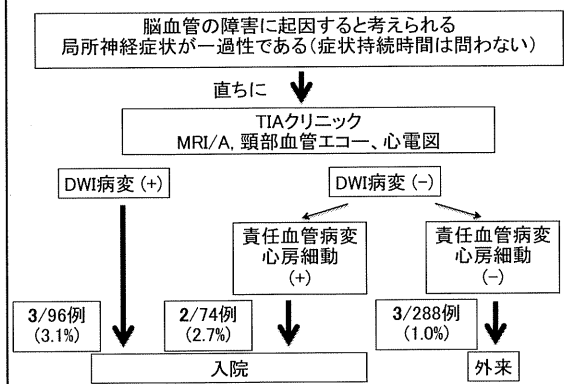 脳血管の障害に起因すると考えられる
局所神経症状が一過性である(症状持続時間は問わない)
直ちに
TIAクリニック
MRI/A, 頸部血管エコー、心電図
DWI病変 (+)
DWI病変 (−)
責任血管病変
心房細動
(+)
責任血管病変
心房細動
(−)
3/96例
(3.1%)
2/74例
(2.7%)
3/288例
(1.0%)
入院
外来